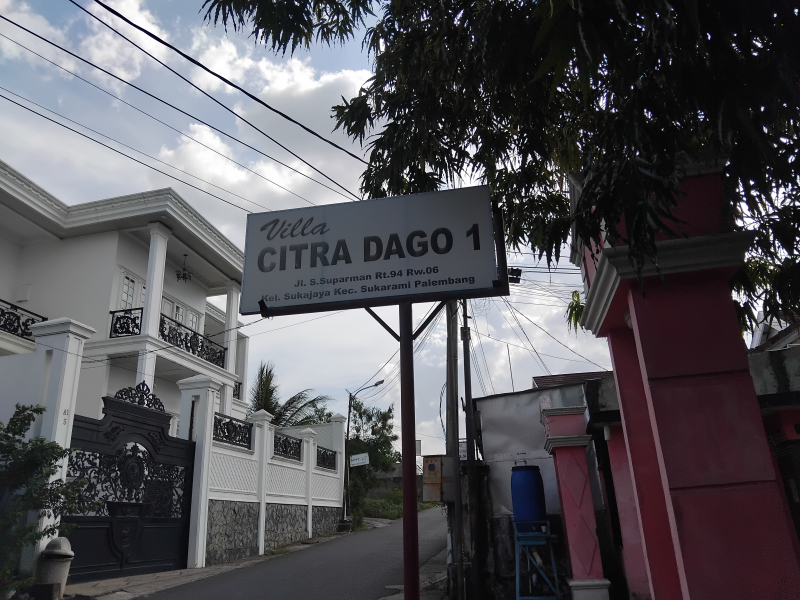 Villa
CITRA DAGO 1
Jl. S.Suparman Rt.94 Rw.06
Kel. Sukajaya Kec. Sukarami Palembang